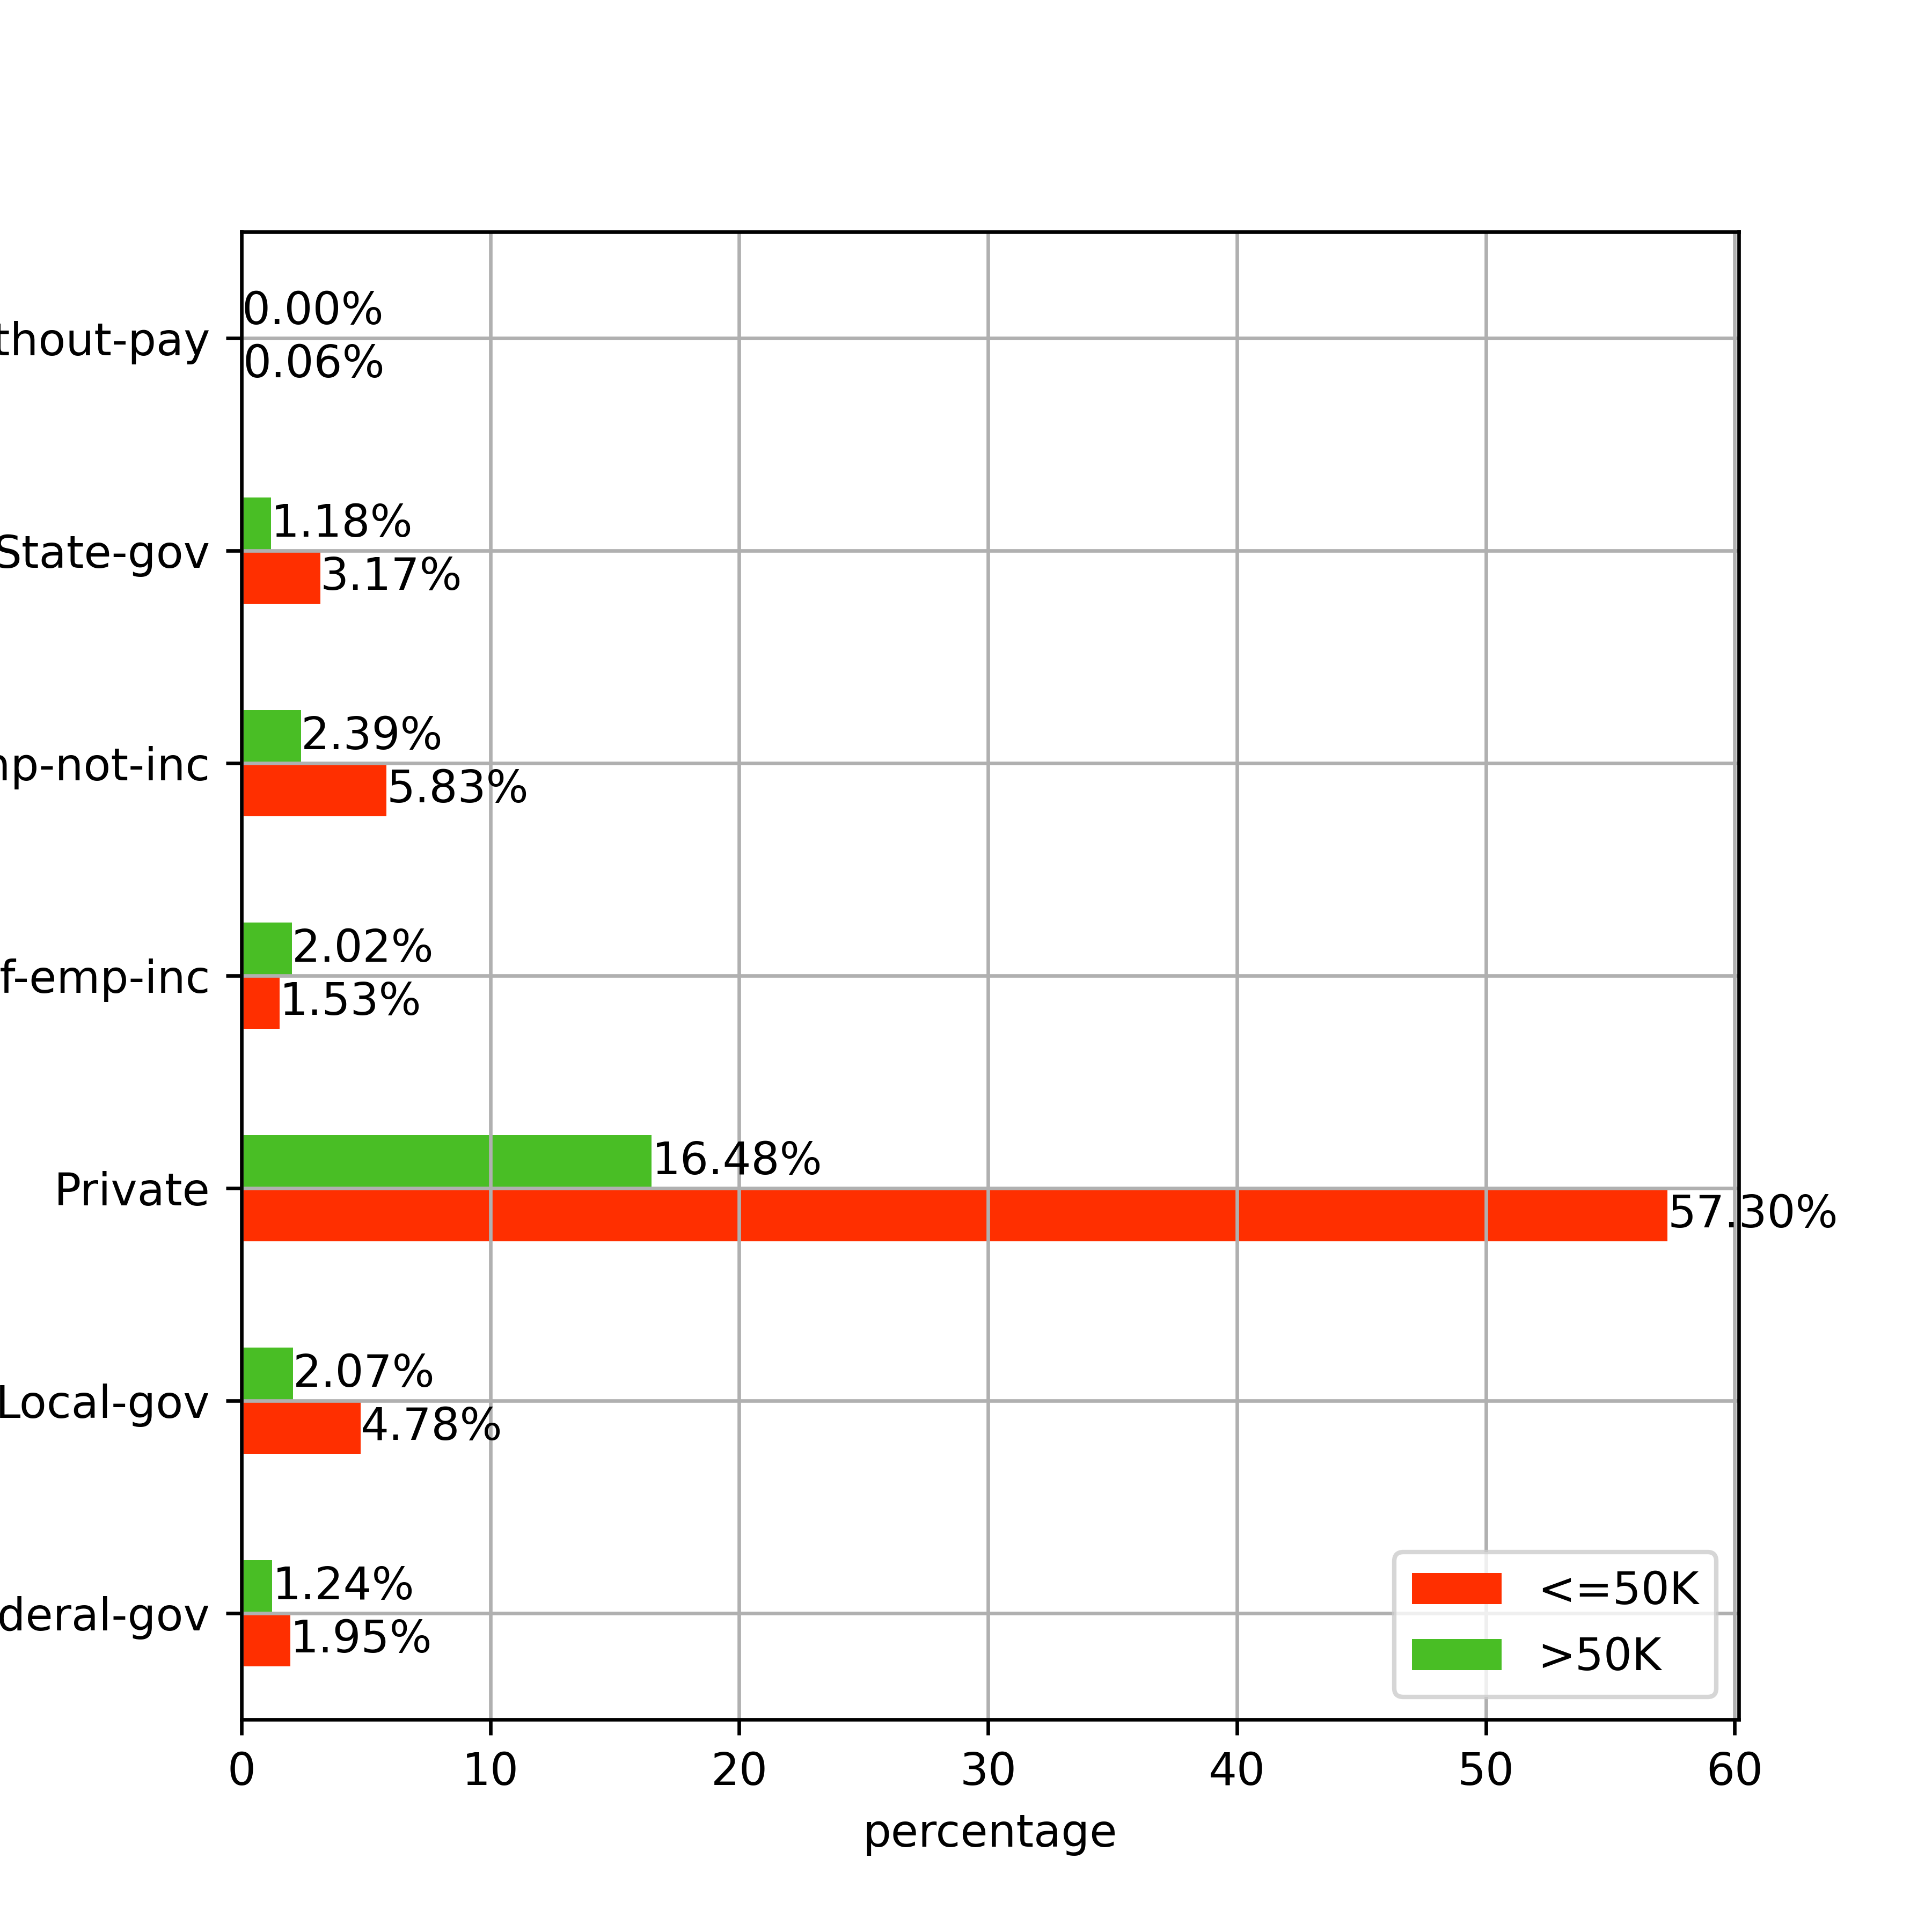 0.00%
thout-pay
0.06%
1.18%
State-gov
3.17%
2.39%
np-not-inc
5.83%
2.02%
f-emp-inc
1.53%
16.48%
Private
57.30%
2.07%
Local-gov
4.78%
1.24%
deral-gov
1.95%
<=50K
>50K
0 10 20 30 40 50 60
percentage